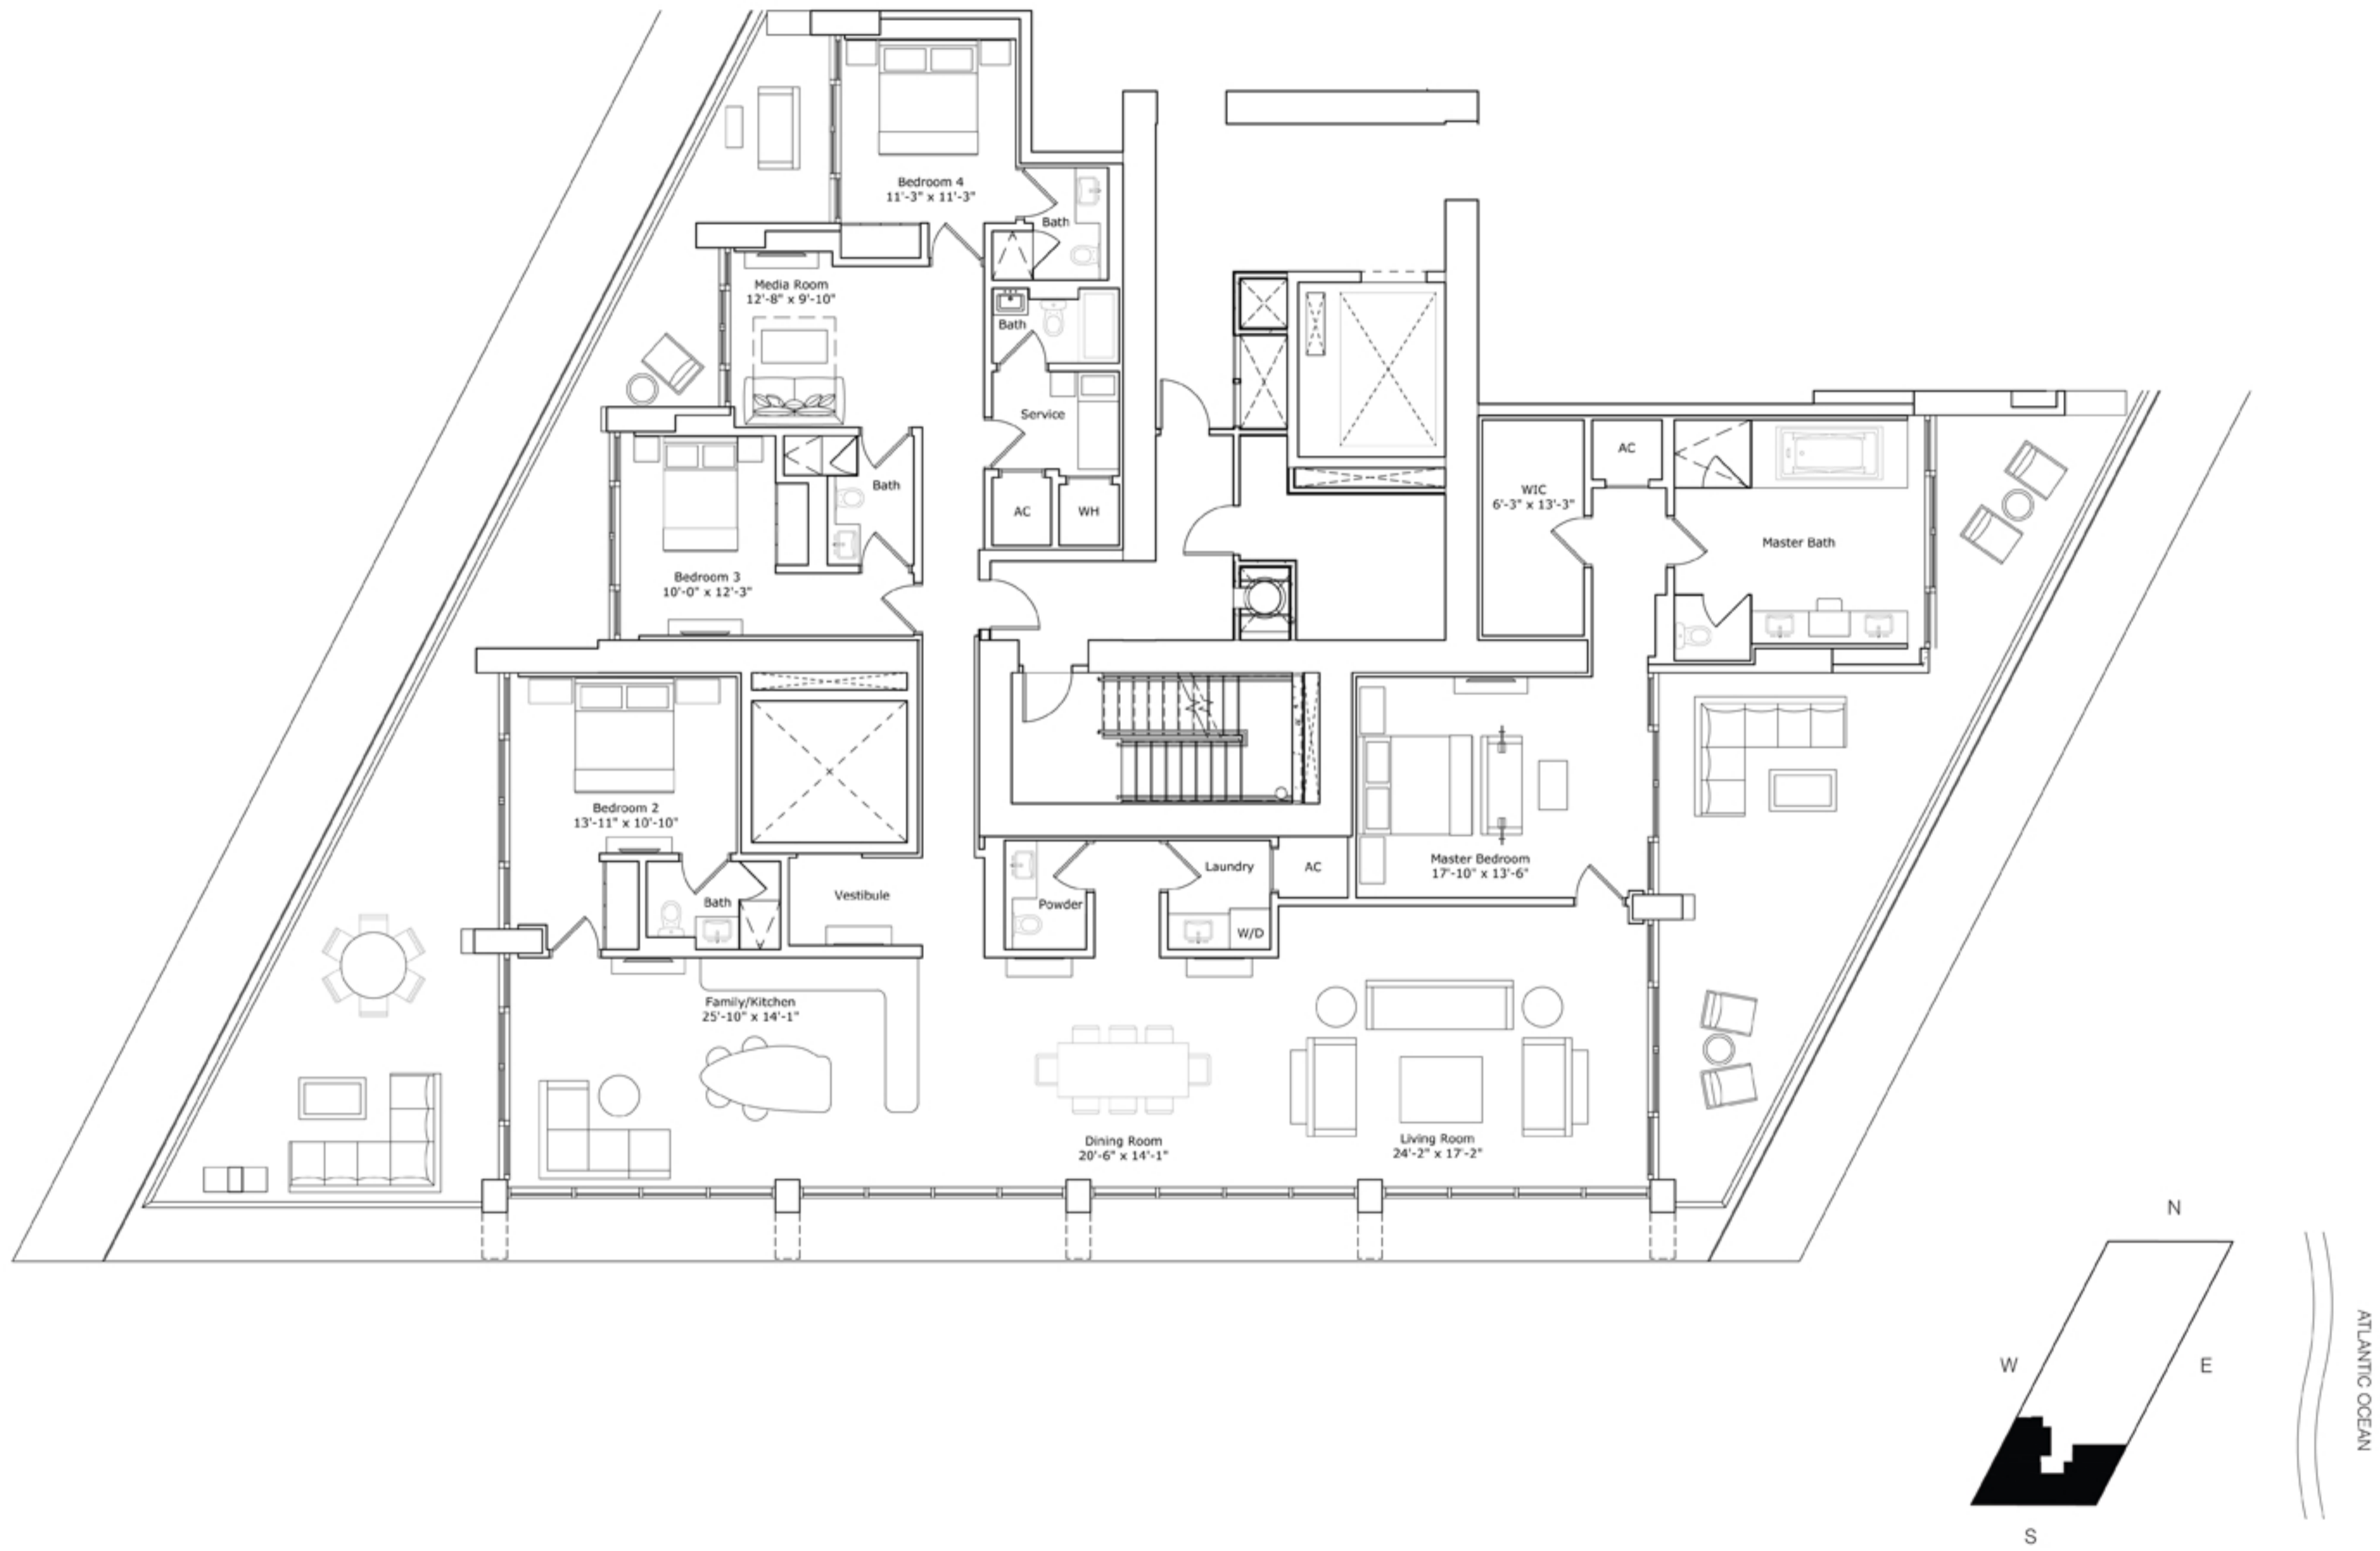 Bedroom 4
11'-3" x 11'-3"
Bath
Media Room
12'-8" x 9'-10"
Bath
Service
AC
WH
Bath
Bedroom 3
10'-0" x 12'-3"
WIC
6'-3" x 13'-3"
AC
Master Bath
Bedroom 2
13'-11" x 10'-10"
Bath
Vestibule
Powder
Laundry
W/D
AC
Master Bedroom
17'-10" x 13'-6"
Family/Kitchen
25'-10" x 14'-1"
Dining Room
20'-6" x 14'-1"
Living Room
24'-2" x 17'-2"
N
W
E
S
ATLANTIC OCEAN